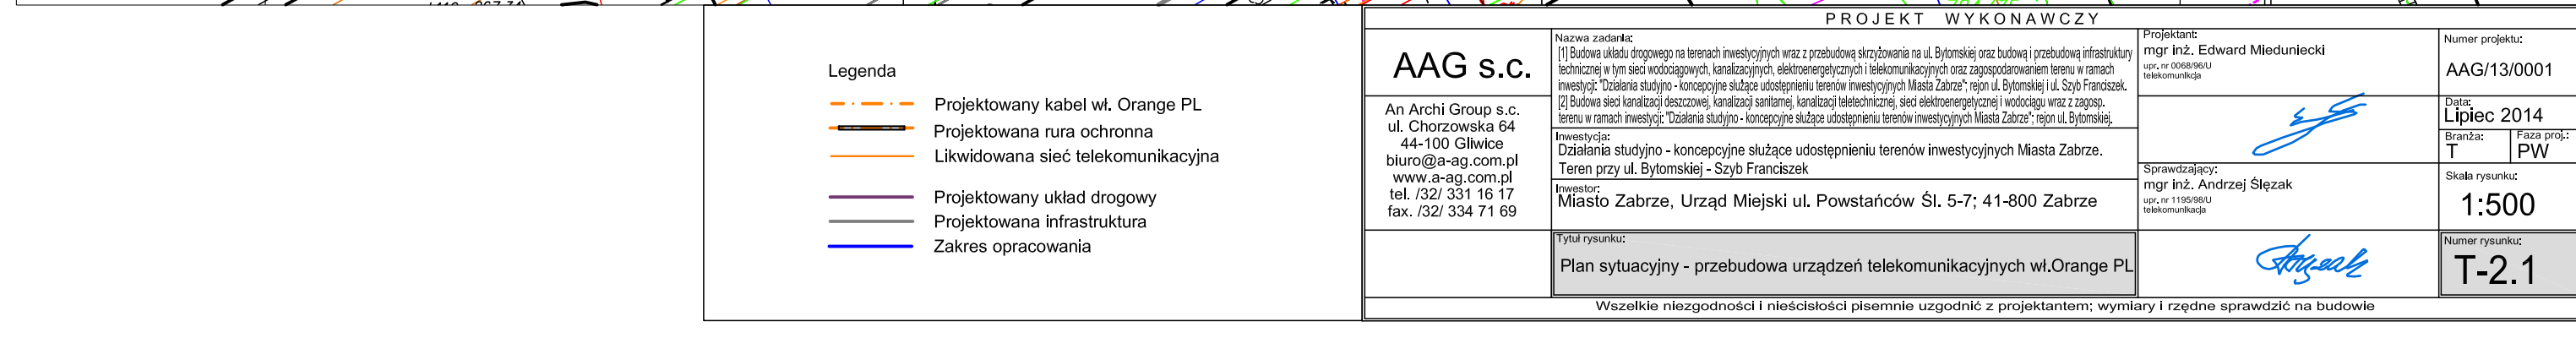 Legenda
Projektowany kabel wł. Orange PL
Projektowana rura ochronna
Likwidowana sieć telekomunikacyjna
Projektowany układ drogowy
Projektowana infrastruktura
Zakres opracowania
PROJEKT WYKONAWCZY
AAG s.c.
An Archi Group s.c.
ul. Chorzowska 64
44-100 Gliwice
biuro@a-ag.com.pl
www.a-ag.com.pl
tel. /32/ 331 16 17
fax. /32/ 334 71 69
Nazwa zadania:
[1] Budowa układu drogowego na terenach inwestycyjnych wraz z przebudową skrzyżowania na ul. Bytomskiej oraz budową i przebudową infrastruktury
technicznej w tym sieci wodociągowych, kanalizacyjnych, elektroenergetycznych i telekomunikacyjnych oraz zagospodarowaniem terenu w ramach
inwestycji: "Działania studyjno - koncepcyjne służące udostępnieniu terenów inwestycyjnych Miasta Zabrze"; rejon ul. Bytomskiej i ul. Szyb Franciszek.
[2] Budowa sieci kanalizacji deszczowej, kanalizacji sanitarnej, kanalizacji teletechnicznej, sieci elektroenergetycznej i wodociągu wraz z zagosp.
terenu w ramach inwestycji: "Działania studyjno - koncepcyjne służące udostępnieniu terenów inwestycyjnych Miasta Zabrze"; rejon ul. Bytomskiej.
Inwestycja:
Działania studyjno - koncepcyjne służące udostępnieniu terenów inwestycyjnych Miasta Zabrze.
Teren przy ul. Bytomskiej - Szyb Franciszek
Inwestor:
Miasto Zabrze, Urząd Miejski ul. Powstańców Śl. 5-7; 41-800 Zabrze
Tytuł rysunku:
Plan sytuacyjny - przebudowa urządzeń telekomunikacyjnych wł.Orange PL
Projektant:
mgr inż. Edward Mieduniecki
upr. nr 0068/96/U
telekomunikcja
Sprawdzający:
mgr inż. Andrzej Ślęzak
upr. nr 1195/98/U
telekomunikacja
Numer projektu:
AAG/13/0001
Data:
Lipiec 2014
Branża: Faza proj.:
T PW
Skala rysunku:
1:500
Numer rysunku:
T-2.1
Wszelkie niezgodności i nieścisłości pisemnie uzgodnić z projektantem; wymiary i rzędne sprawdzić na budowie